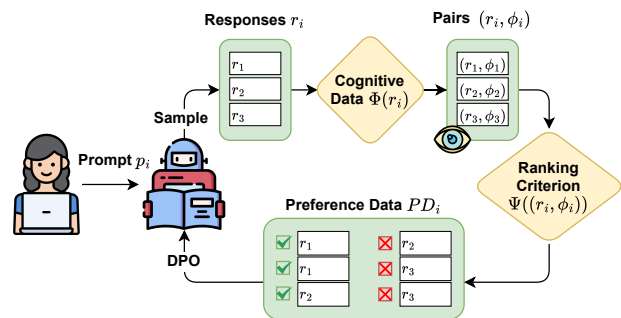 Responses $r_i$
Pairs $(r_i, \phi_i)$
$r_1$
$r_2$
$r_3$
Cognitive
Data $\Phi(r_i)$
$(r_1, \phi_1)$
$(r_2, \phi_2)$
$(r_3, \phi_3)$
Sample
Prompt $p_i$
Ranking
Criterion
$\Psi((r_i, \phi_i))$
Preference Data $PD_i$
$r_1$ $r_2$
$r_1$ $r_3$
$r_2$ $r_3$
DPO